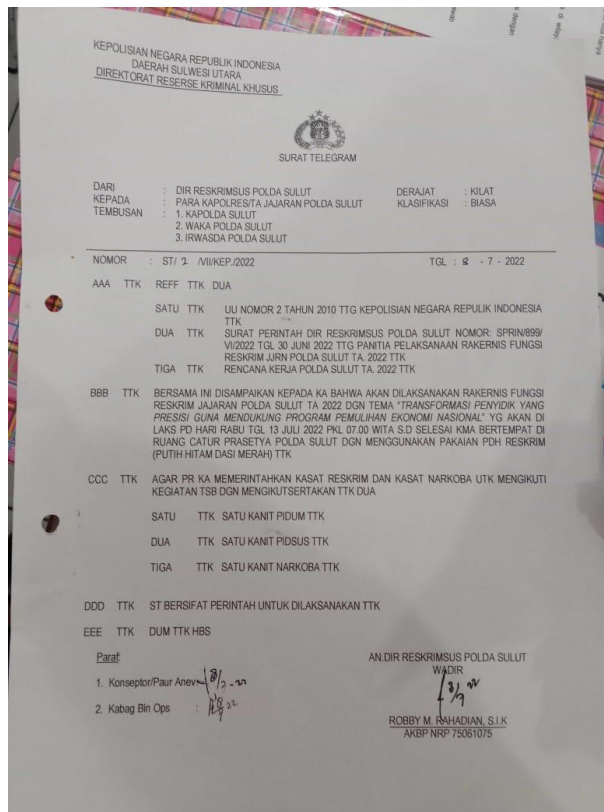 KEPOLISIAN NEGARA REPUBLIK INDONESIA
DAERAH SULWESI UTARA
DIREKTORAT RESERSE KRIMINAL KHUSUS
SURAT TELEGRAM
DARI : DIR RESKRIMSUS POLDA SULUT DERAJAT : KILAT
KEPADA : PARA KAPOLRES/TA JAJARAN POLDA SULUT KLASIFIKASI : BIASA
TEMBUSAN : 1. KAPOLDA SULUT
2. WAKA POLDA SULUT
3. IRWASDA POLDA SULUT
NOMOR : ST/ 2 /VII/KEP./2022 TGL : 8 - 7 - 2022
AAA TTK REFF TTK DUA
SATU TTK UU NOMOR 2 TAHUN 2010 TTG KEPOLISIAN NEGARA REPULIK INDONESIA
TTK
DUA TTK SURAT PERINTAH DIR RESKRIMSUS POLDA SULUT NOMOR: SPRIN/899/
VI/2022 TGL 30 JUNI 2022 TTG PANITIA PELAKSANAAN RAKERNIS FUNGSI
RESKRIM JJRN POLDA SULUT TA. 2022 TTK
TIGA TTK RENCANA KERJA POLDA SULUT TA. 2022 TTK
BBB TTK BERSAMA INI DISAMPAIKAN KEPADA KA BAHWA AKAN DILAKSANAKAN RAKERNIS FUNGSI
RESKRIM JAJARAN POLDA SULUT TA 2022 DGN TEMA "TRANSFORMASI PENYIDIK YANG
PRESISI GUNA MENDUKUNG PROGRAM PEMULIHAN EKONOMI NASIONAL" YG AKAN DI
LAKS PD HARI RABU TGL 13 JULI 2022 PKL 07.00 WITA S.D SELESAI KMA BERTEMPAT DI
RUANG CATUR PRASETYA POLDA SULUT DGN MENGGUNAKAN PAKAIAN PDH RESKRIM
(PUTIH HITAM DASI MERAH) TTK
CCC TTK AGAR PR KA MEMERINTAHKAN KASAT RESKRIM DAN KASAT NARKOBA UTK MENGIKUTI
KEGIATAN TSB DGN MENGIKUTSERTAKAN TTK DUA
SATU TTK SATU KANIT PIDUM TTK
DUA TTK SATU KANIT PIDSUS TTK
TIGA TTK SATU KANIT NARKOBA TTK
DDD TTK ST BERSIFAT PERINTAH UNTUK DILAKSANAKAN TTK
EEE TTK DUM TTK HBS
Paraf:
1. Konseptor/Paur Anev 8/7-22
2. Kabag Bin Ops :
AN.DIR RESKRIMSUS POLDA SULUT
WADIR
8/7 22
ROBBY M. RAHADIAN, S.I.K
AKBP NRP 75061075